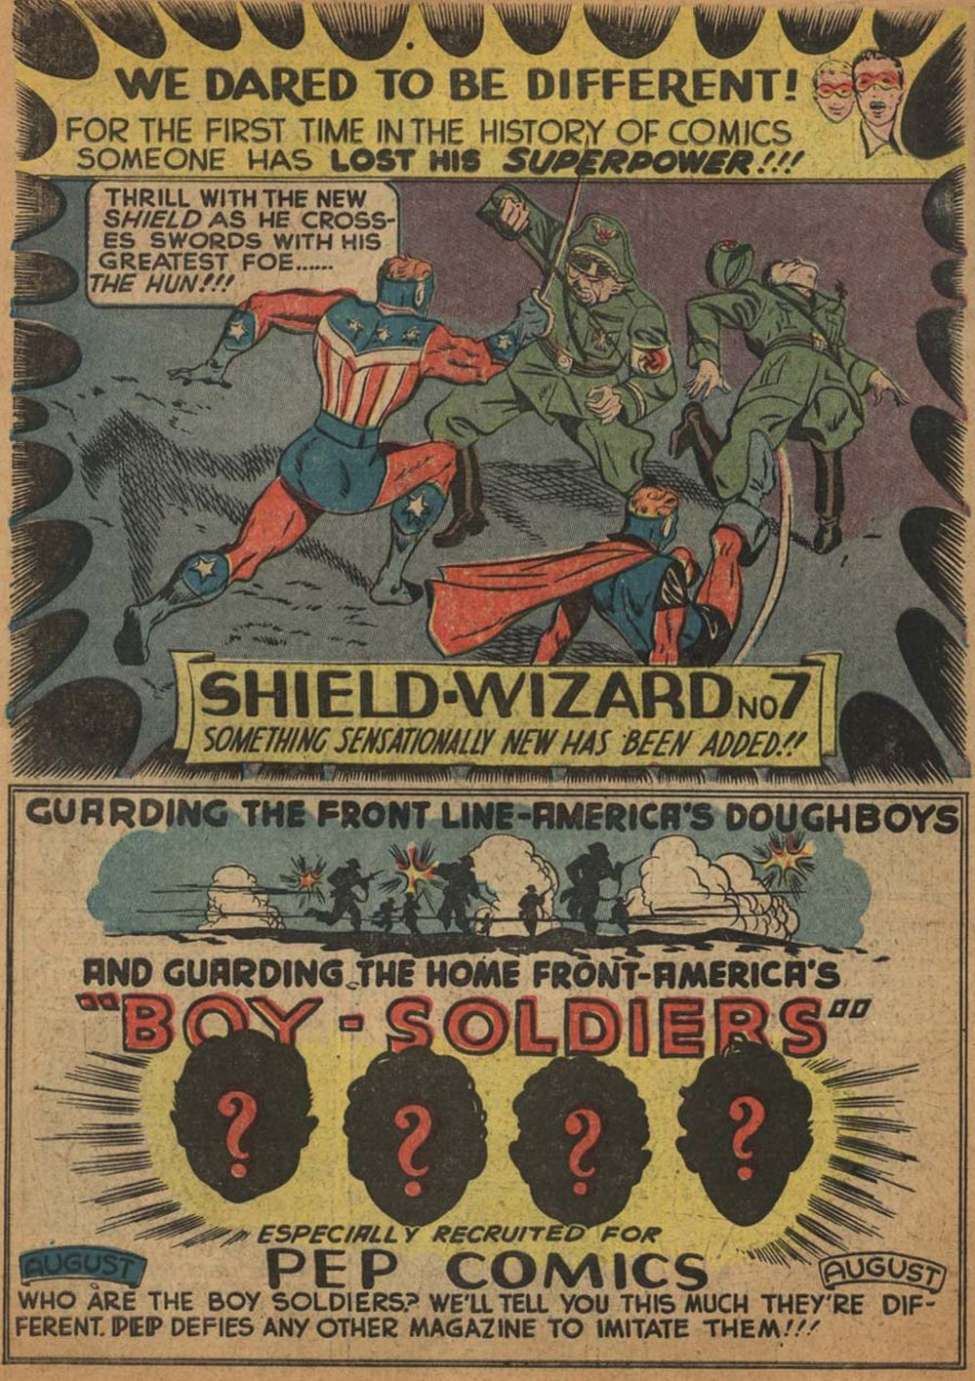 WE DARED TO BE DIFFERENT!
FOR THE FIRST TIME IN THE HISTORY OF COMICS
SOMEONE HAS LOST HIS SUPERPOWER!!!
THRILL WITH THE NEW
SHIELD AS HE CROSS-
ES SWORDS WITH HIS
GREATEST FOE......
THE HUN!!!
SHIELD-WIZARD NO7
SOMETHING SENSATIONALLY NEW HAS BEEN ADDED!!
GUARDING THE FRONT LINE-AMERICA'S DOUGHBOYS
AND GUARDING THE HOME FRONT-AMERICA'S
"BOY-SOLDIERS"
? ? ? ?
ESPECIALLY RECRUITED FOR
AUGUST PEP COMICS AUGUST
WHO ARE THE BOY SOLDIERS? WE'LL TELL YOU THIS MUCH THEY'RE DIF-
FERENT. PEP DEFIES ANY OTHER MAGAZINE TO IMITATE THEM!!!